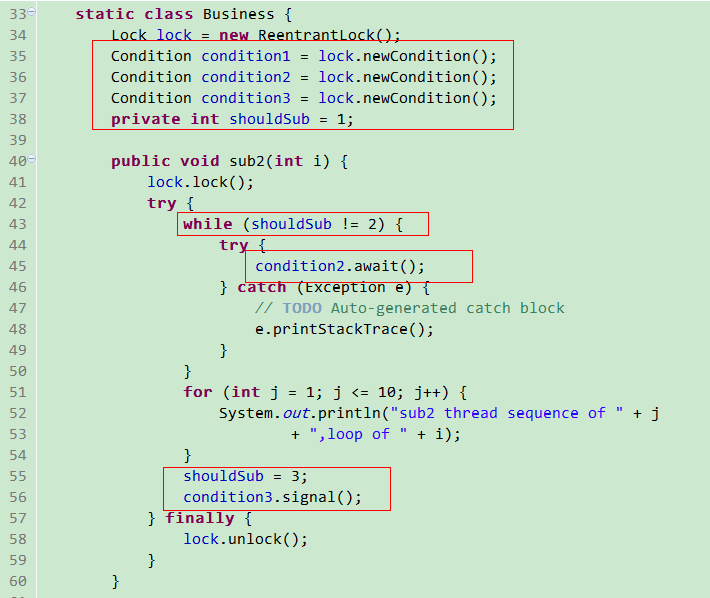 33 static class Business {
34 Lock lock = new ReentrantLock();
35 Condition condition1 = lock.newCondition();
36 Condition condition2 = lock.newCondition();
37 Condition condition3 = lock.newCondition();
38 private int shouldSub = 1;
39
40 public void sub2(int i) {
41 lock.lock();
42 try {
43 while (shouldSub != 2) {
44 try {
45 condition2.await();
46 } catch (Exception e) {
47 // TODO Auto-generated catch block
48 e.printStackTrace();
49 }
50 }
51 for (int j = 1; j <= 10; j++) {
52 System.out.println("sub2 thread sequence of " + j
53 + ",loop of " + i);
54 }
55 shouldSub = 3;
56 condition3.signal();
57 } finally {
58 lock.unlock();
59 }
60 }